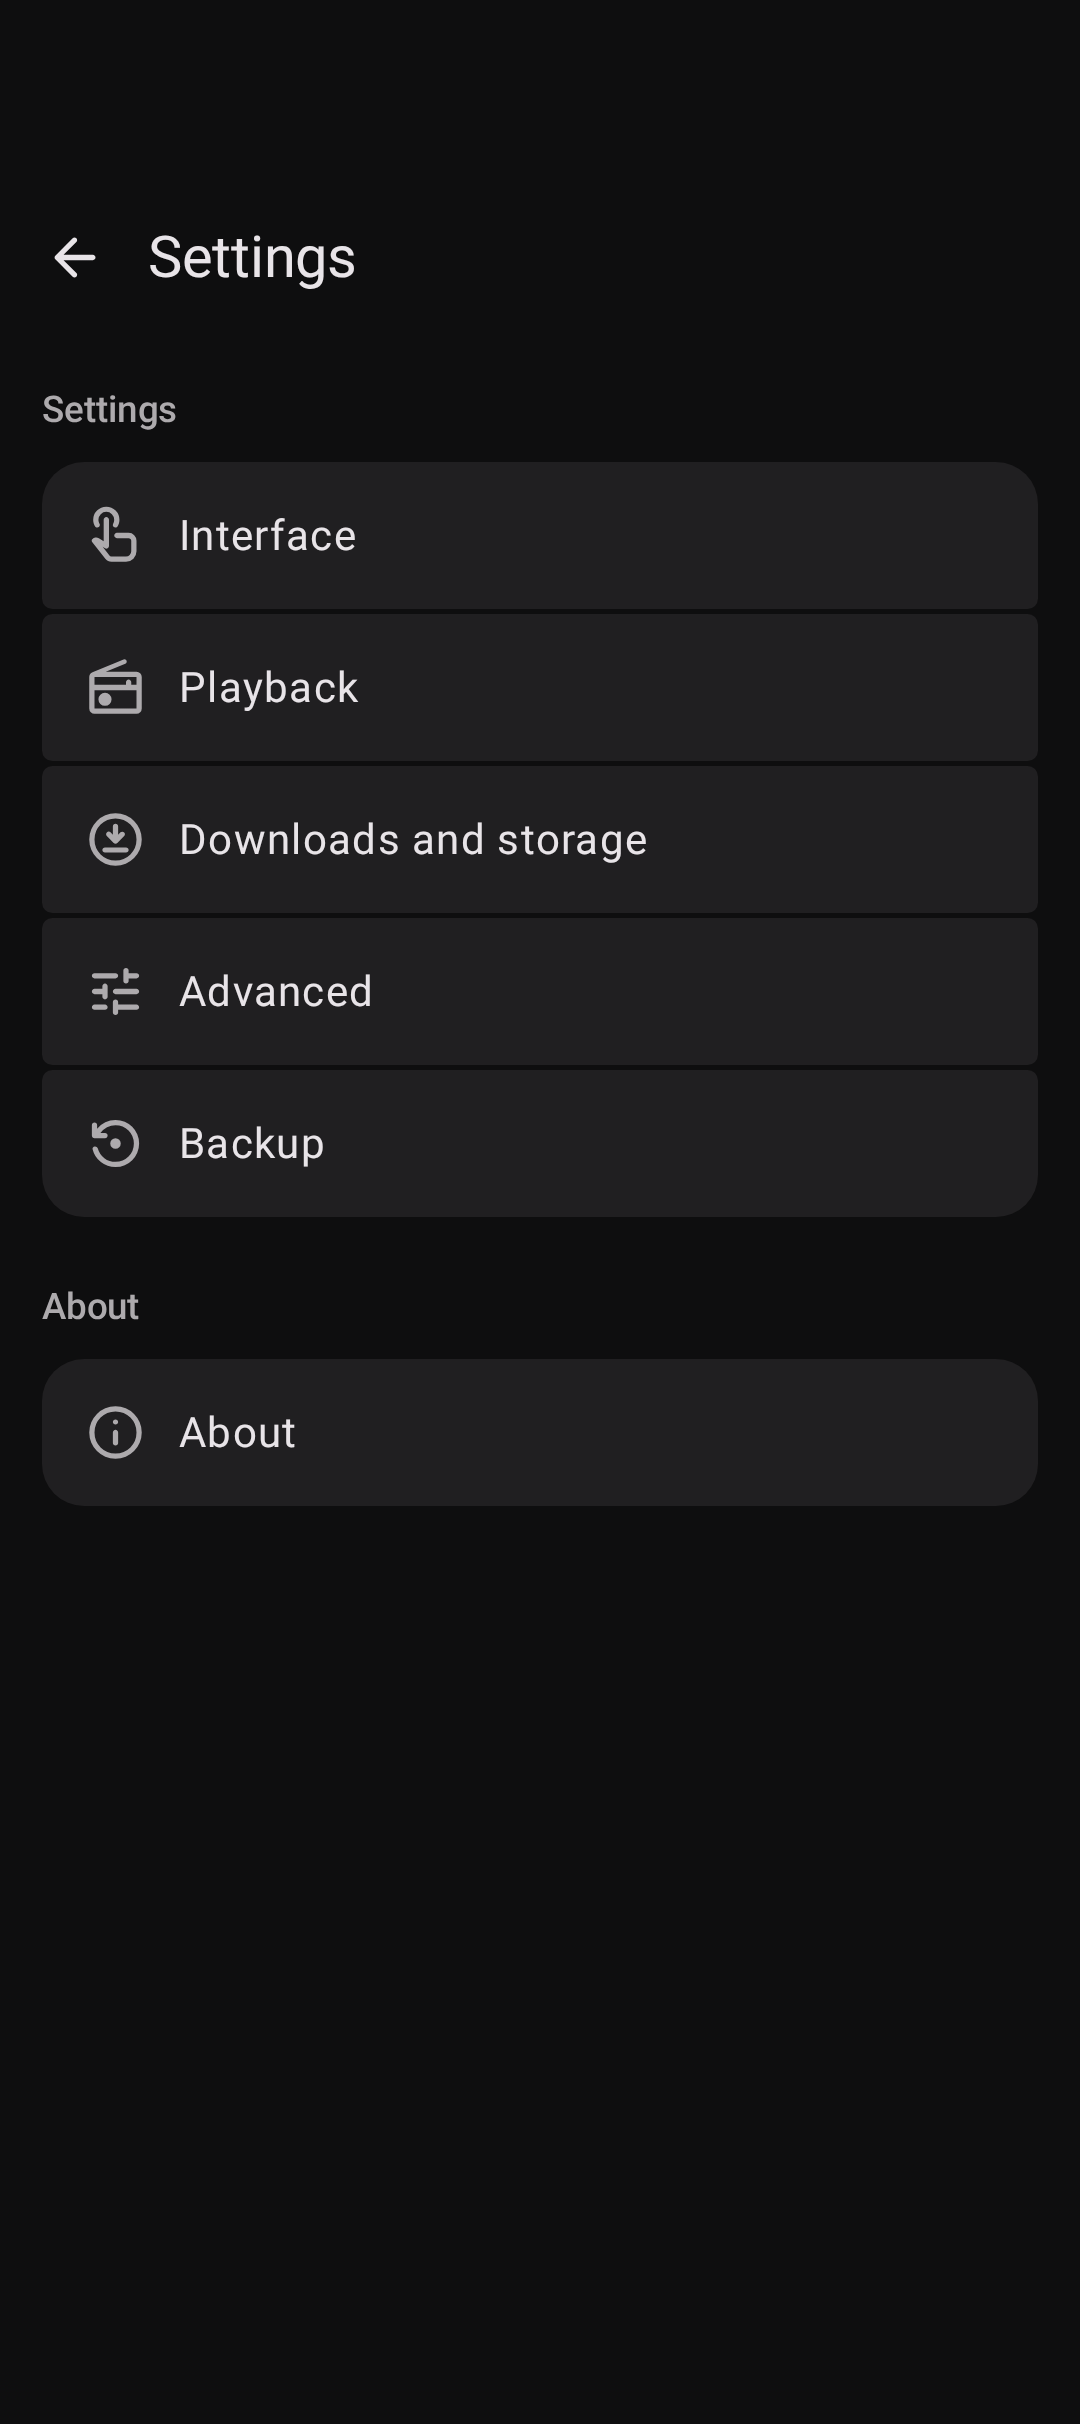 Settings
Settings
Interface
Playback
Downloads and storage
Advanced
Backup
About
About